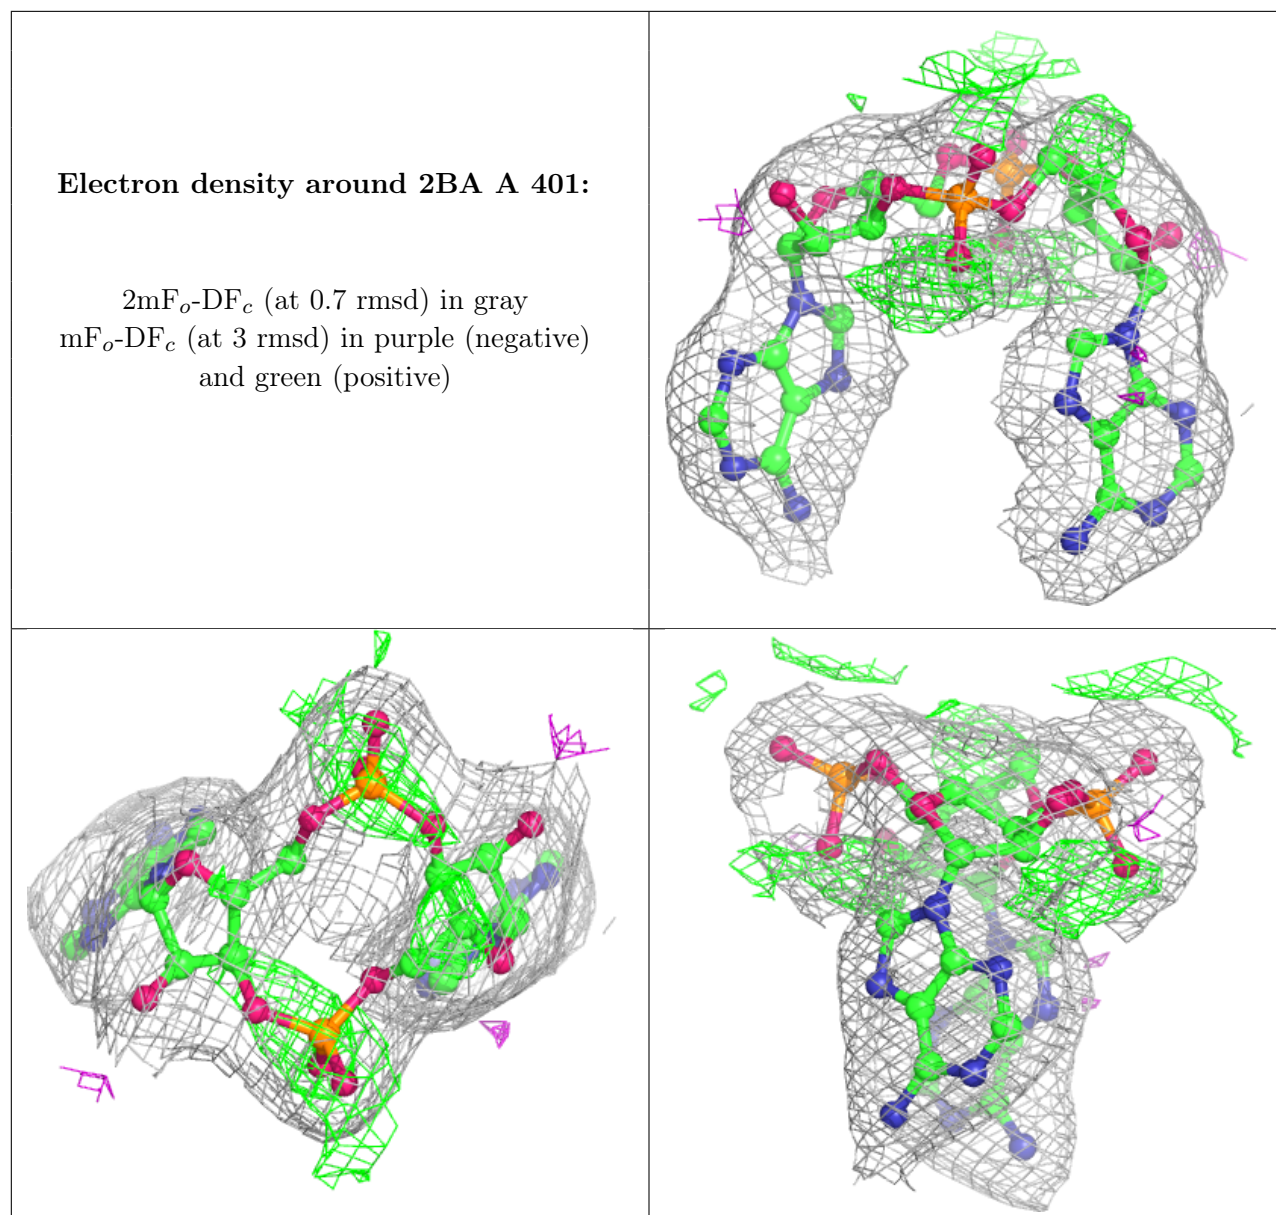 Electron density around 2BA A 401:
2mFo-DFc (at 0.7 rmsd) in gray
mFo-DFc (at 3 rmsd) in purple (negative)
and green (positive)